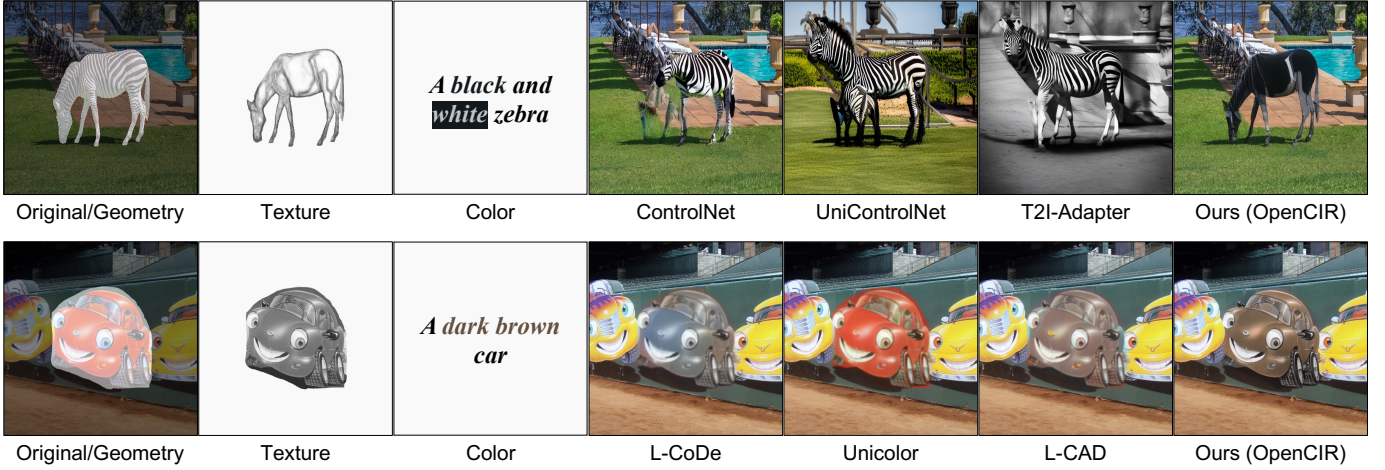 A black and
white zebra
Original/Geometry Texture Color ControlNet UniControlNet T2I-Adapter Ours (OpenCIR)
A dark brown
car
Original/Geometry Texture Color L-CoDe Unicolor L-CAD Ours (OpenCIR)